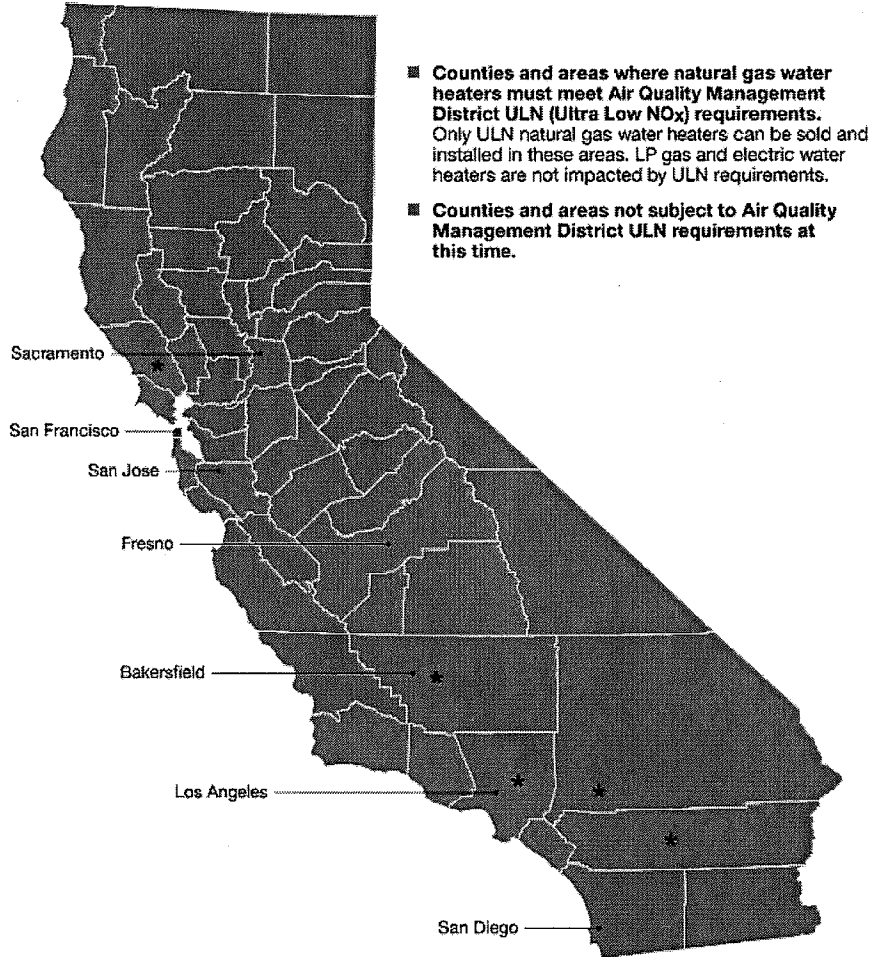 ■ Counties and areas where natural gas water
heaters must meet Air Quality Management
District ULN (Ultra Low NOx) requirements.
Only ULN natural gas water heaters can be sold and
installed in these areas. LP gas and electric water
heaters are not impacted by ULN requirements.
■ Counties and areas not subject to Air Quality
Management District ULN requirements at
this time.
Sacramento
San Francisco
San Jose
Fresno
Bakersfield
Los Angeles
San Diego